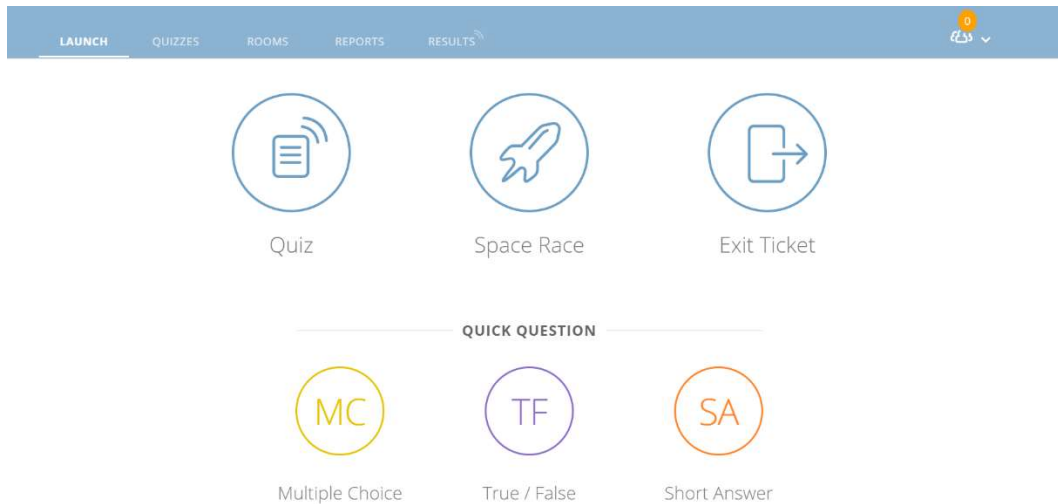 0
LAUNCH QUIZZES ROOMS REPORTS RESULTS
Quiz Space Race Exit Ticket
QUICK QUESTION
MC TF SA
Multiple Choice True / False Short Answer